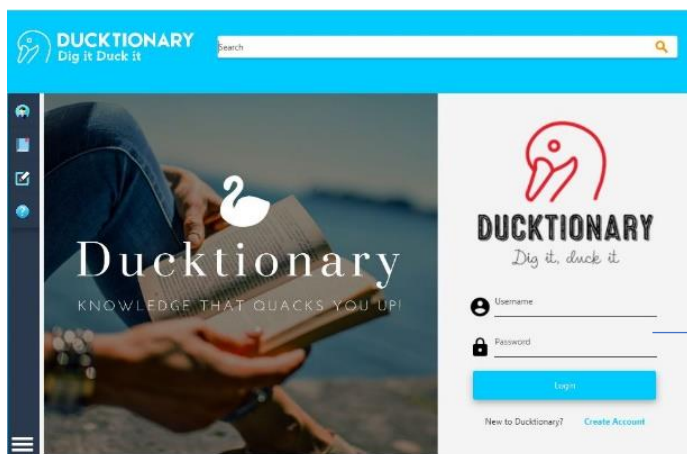 DUCKTIONARY
Dig it Duck it
Search
Ducktionary
KNOWLEDGE THAT QUACKS YOU UP!
DUCKTIONARY
Dig it, duck it
Username
Password
Login
New to Ducktionary? Create Account